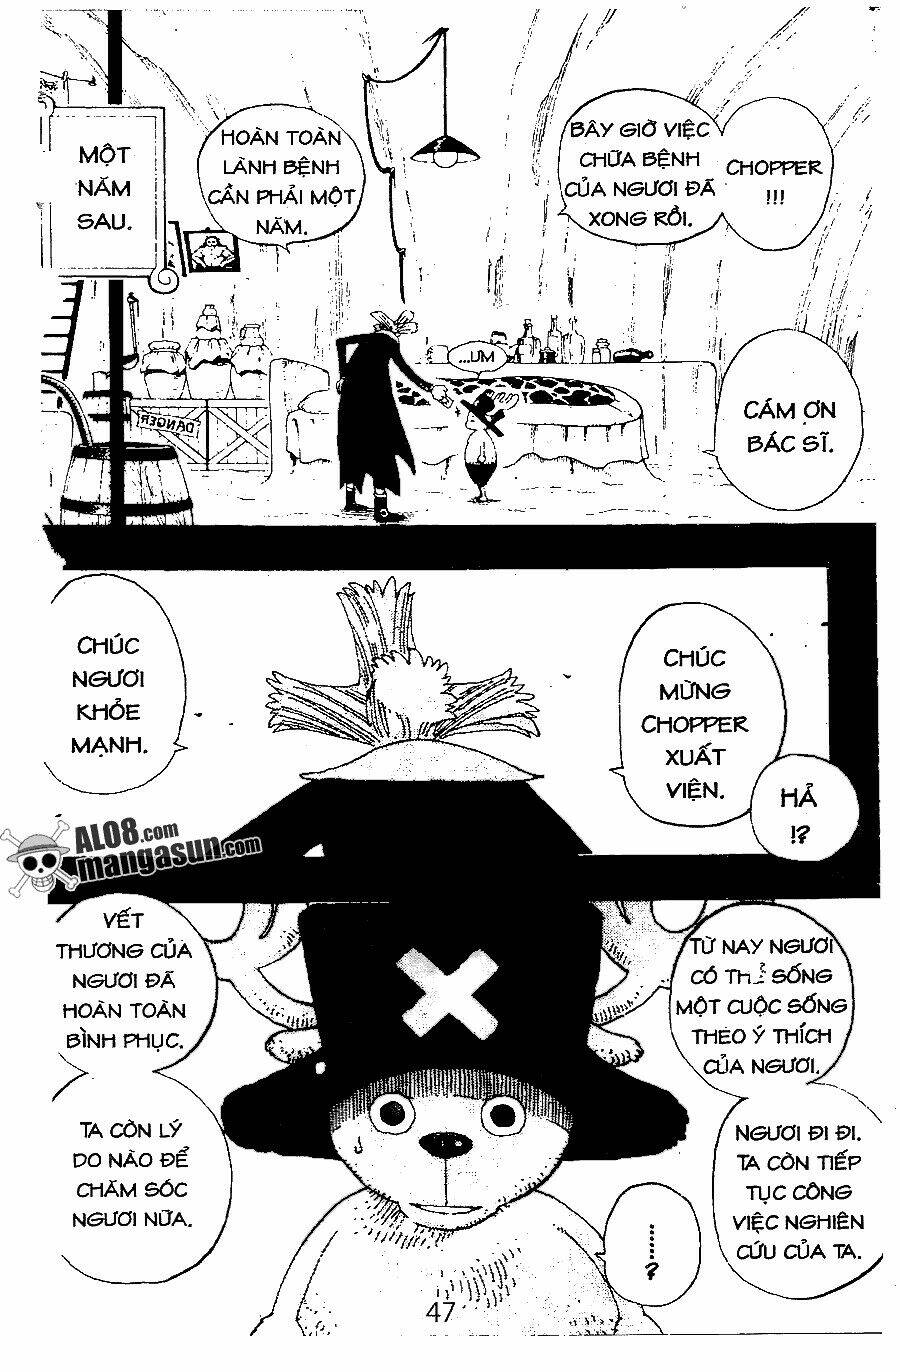 CHOPPER
!!!
BÂY GIỜ VIỆC
CHỮA BỆNH
CỦA NGƯƠI ĐÃ
XONG RỒI.
HOÀN TOÀN
LÀNH BỆNH
CẦN PHẢI MỘT
NĂM.
MỘT
NĂM
SAU.
...UM
CÁM ƠN
BÁC SĨ.
DANGER
CHÚC
MỪNG
CHOPPER
XUẤT
VIỆN.
HẢ
!?
CHÚC
NGƯƠI
KHỎE
MẠNH.
AL08.com
mangasun.com
TỪ NAY NGƯƠI
CÓ THỂ SỐNG
MỘT CUỘC SỐNG
THEO Ý THÍCH
CỦA NGƯƠI.
VẾT
THƯƠNG CỦA
NGƯƠI ĐÃ
HOÀN TOÀN
BÌNH PHỤC.
NGƯƠI ĐI ĐI.
TA CÒN TIẾP
TỤC CÔNG
VIỆC NGHIÊN
CỨU CỦA TA.
TA CÒN LÝ
DO NÀO ĐỂ
CHĂM SÓC
NGƯƠI NỮA.
.......?
47